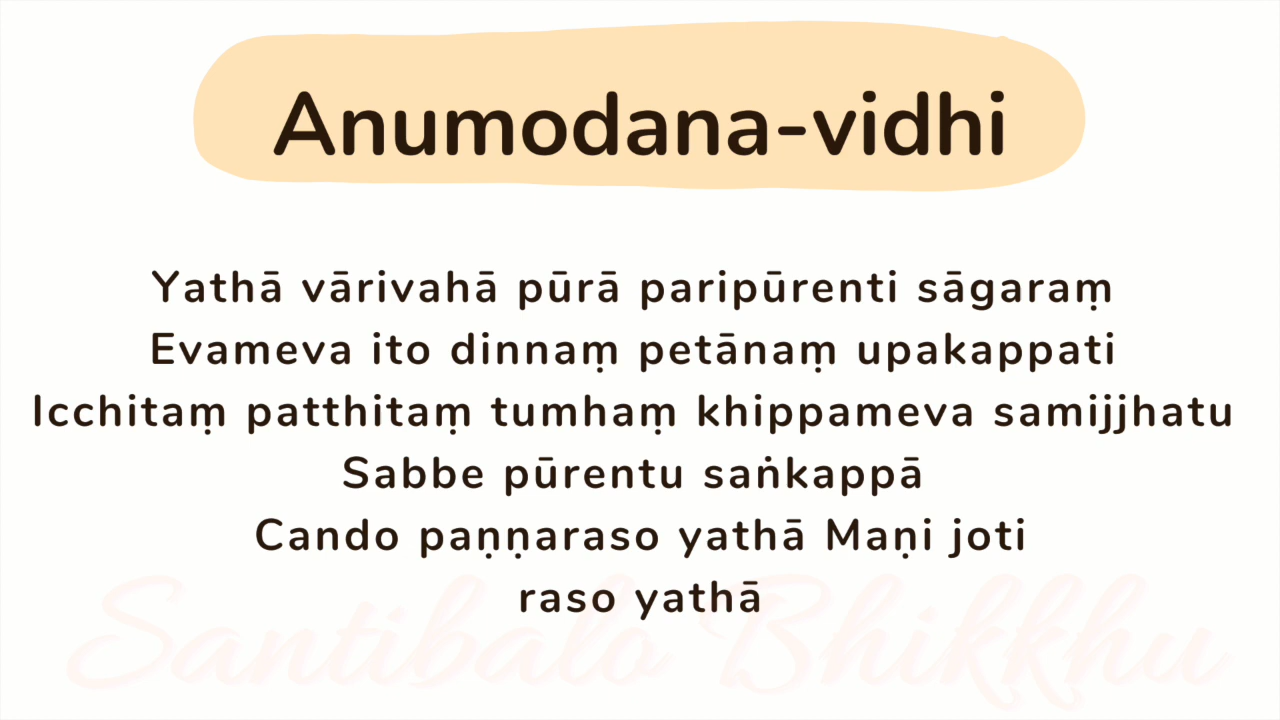 Anumodana-vidhi
Yathā vārivahā pūrā paripūrenti sāgaraṃ
Evameva ito dinnaṃ petānaṃ upakappati
Icchitaṃ patthitaṃ tumhaṃ khippameva samijjhatu
Sabbe pūrentu saṅkappā
Cando paṇṇaraso yathā Maṇi joti
raso yathā
Santibalo Bhikkhu